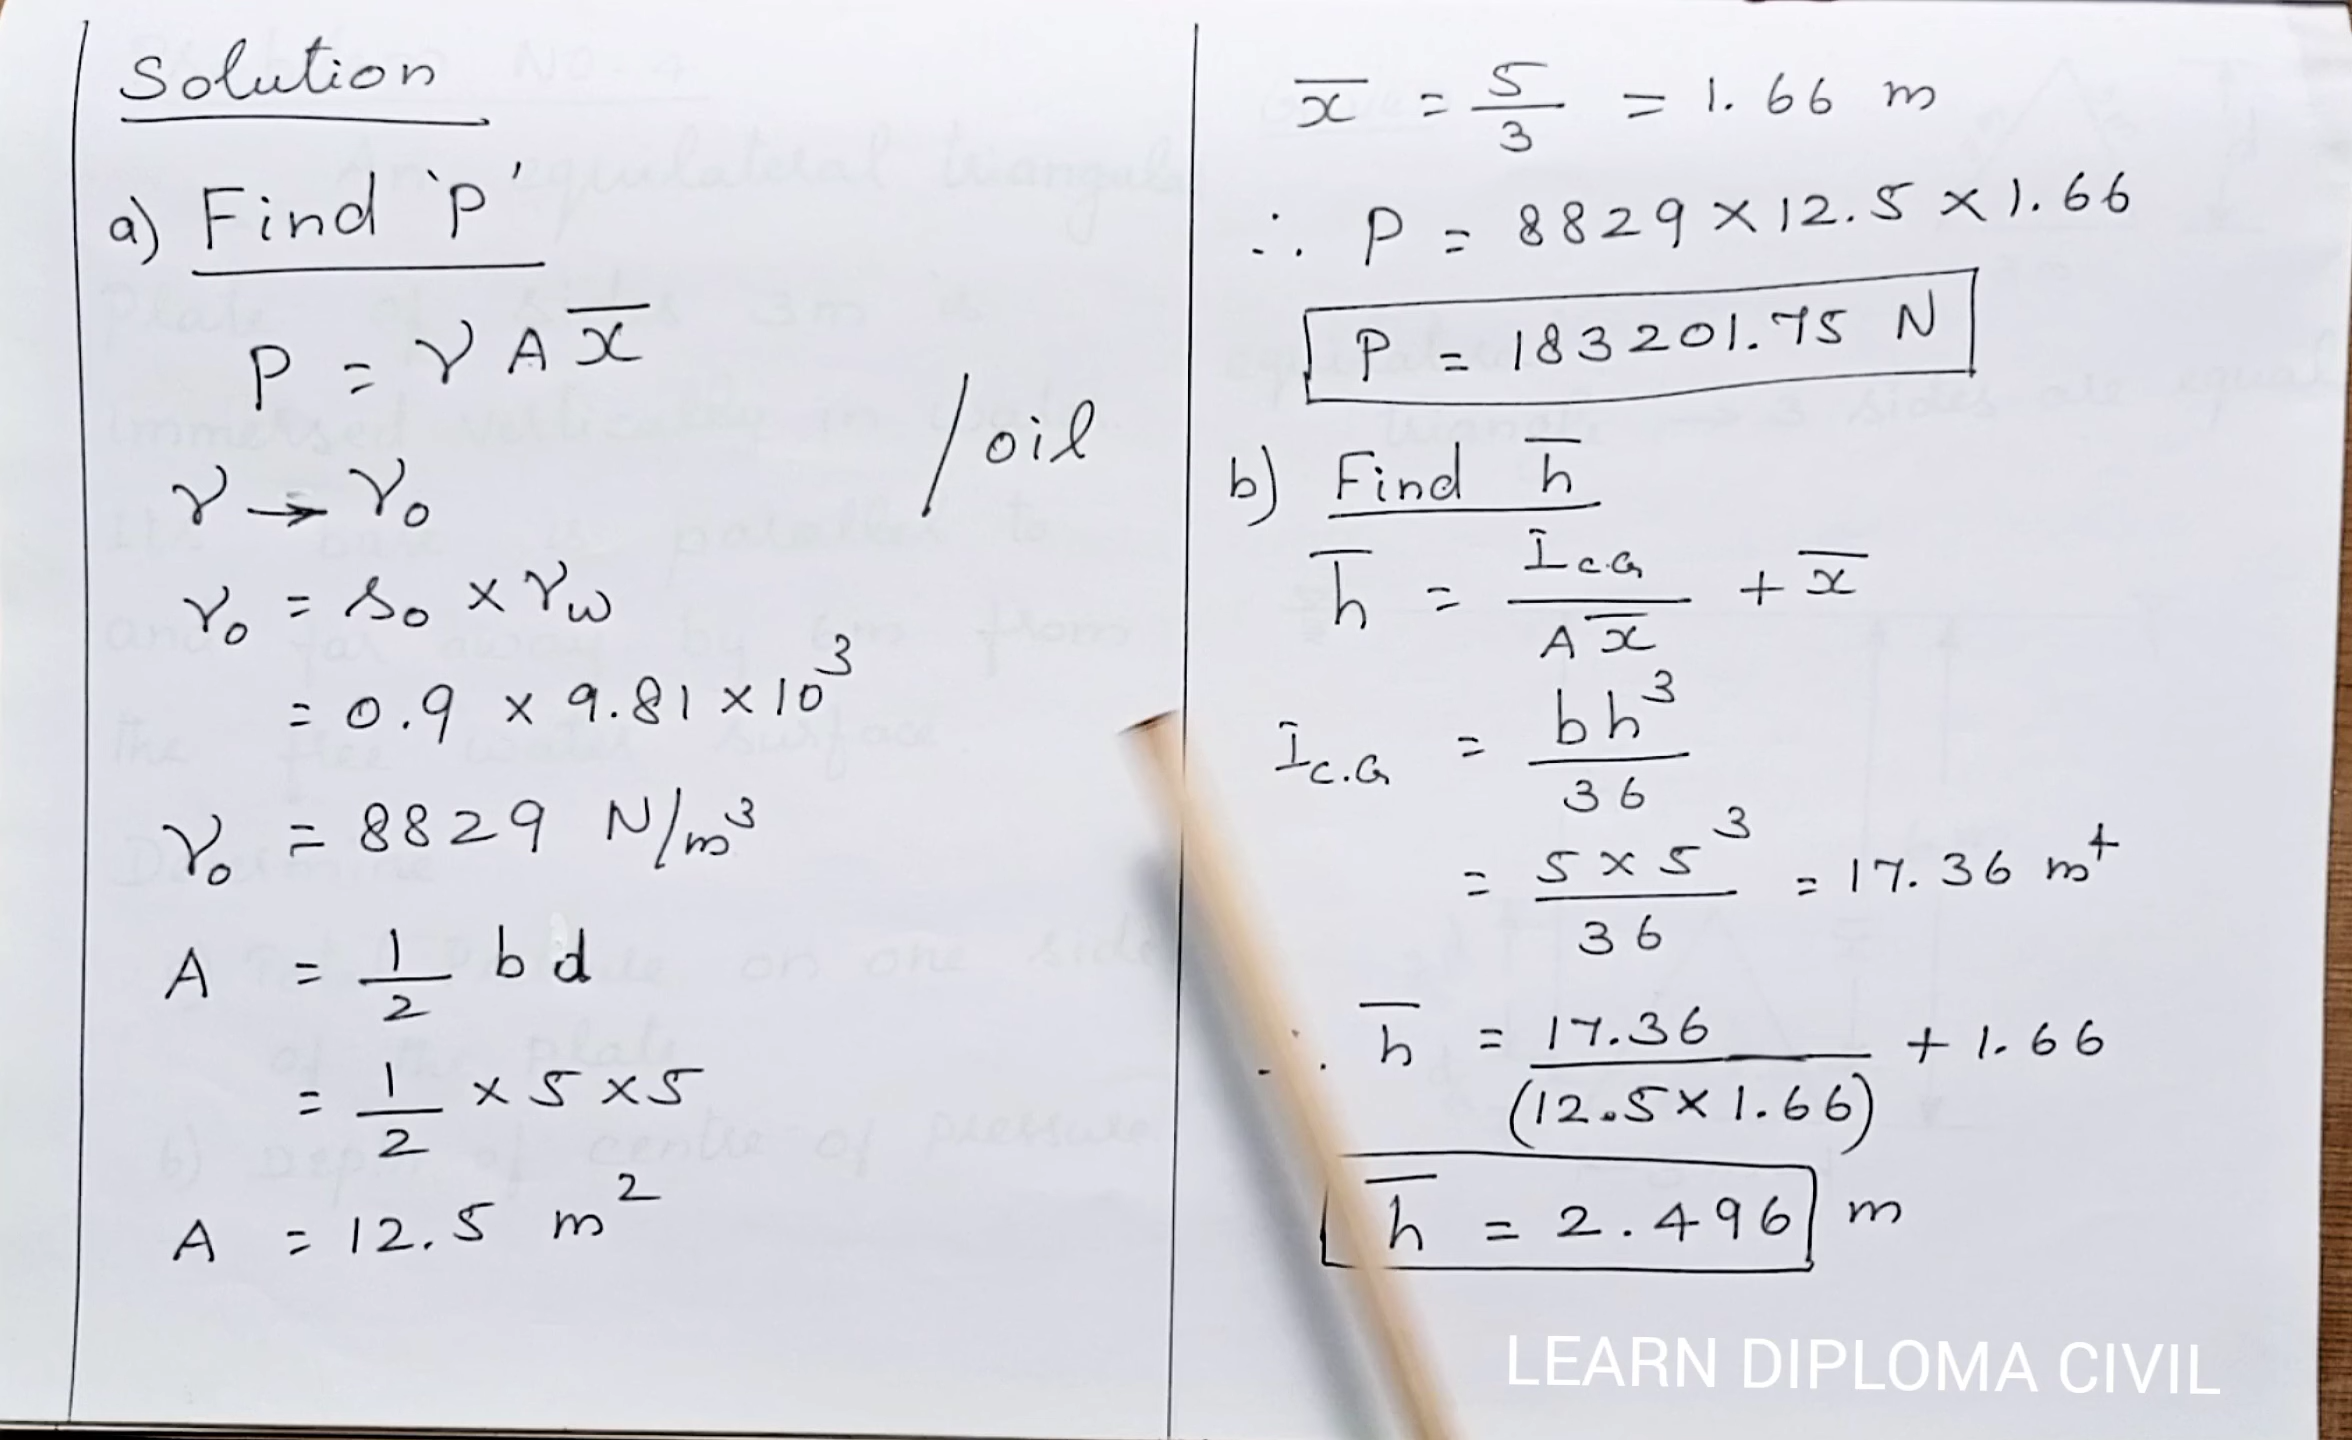 Solution
a) Find 'P'
P = γ A x̅
/ oil
γ → γ₀
γ₀ = s₀ × γw
= 0.9 × 9.81 × 10³
γ₀ = 8829 N/m³
A = 1/2 b d
= 1/2 × 5 × 5
A = 12.5 m²
x̅ = 5/3 = 1.66 m
∴ P = 8829 × 12.5 × 1.66
P = 183201.75 N
b) Find h̅
h̅ = I c.G / A x̅ + x̅
I c.G = bh³ / 36
= 5 × 5³ / 36 = 17.36 m⁴
∴ h̅ = 17.36 / (12.5 × 1.66) + 1.66
h̅ = 2.496 m
LEARN DIPLOMA CIVIL